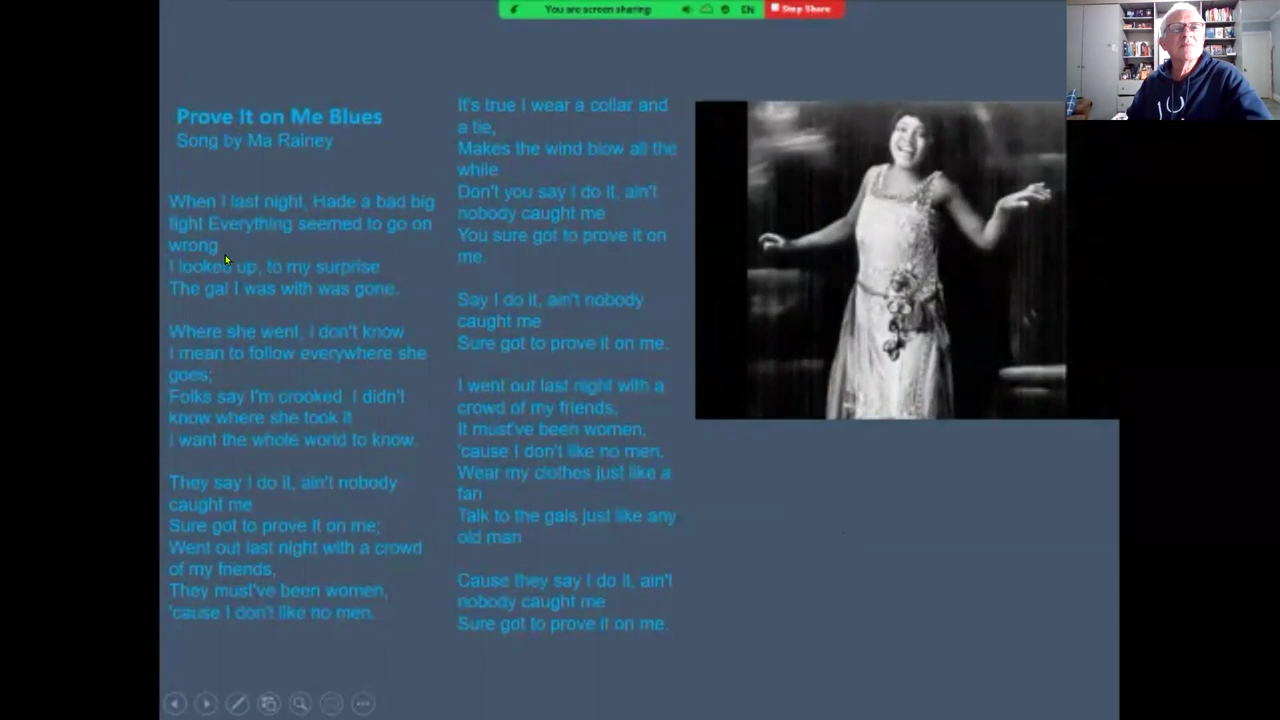 You are screen sharing
EN
Stop Share
Prove It on Me Blues
Song by Ma Rainey
When I last night, Hade a bad big
fight Everything seemed to go on
wrong
I looked up, to my surprise
The gal I was with was gone.
Where she went, I don't know
I mean to follow everywhere she
goes;
Folks say I'm crooked. I didn't
know where she took it
I want the whole world to know.
They say I do it, ain't nobody
caught me
Sure got to prove it on me;
Went out last night with a crowd
of my friends,
They must've been women,
'cause I don't like no men.
It's true I wear a collar and
a tie,
Makes the wind blow all the
while
Don't you say I do it, ain't
nobody caught me
You sure got to prove it on
me.
Say I do it, ain't nobody
caught me
Sure got to prove it on me.
I went out last night with a
crowd of my friends,
It must've been women,
'cause I don't like no men.
Wear my clothes just like a
fan
Talk to the gals just like any
old man
Cause they say I do it, ain't
nobody caught me
Sure got to prove it on me.